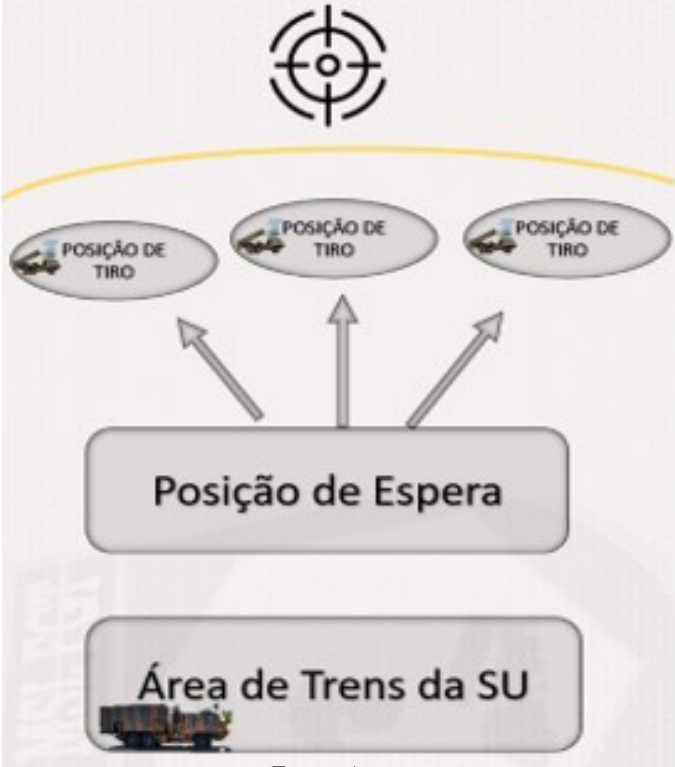 POSIÇÃO DE
TIRO
POSIÇÃO DE
TIRO
POSIÇÃO DE
TIRO
Posição de Espera
Área de Trens da SU